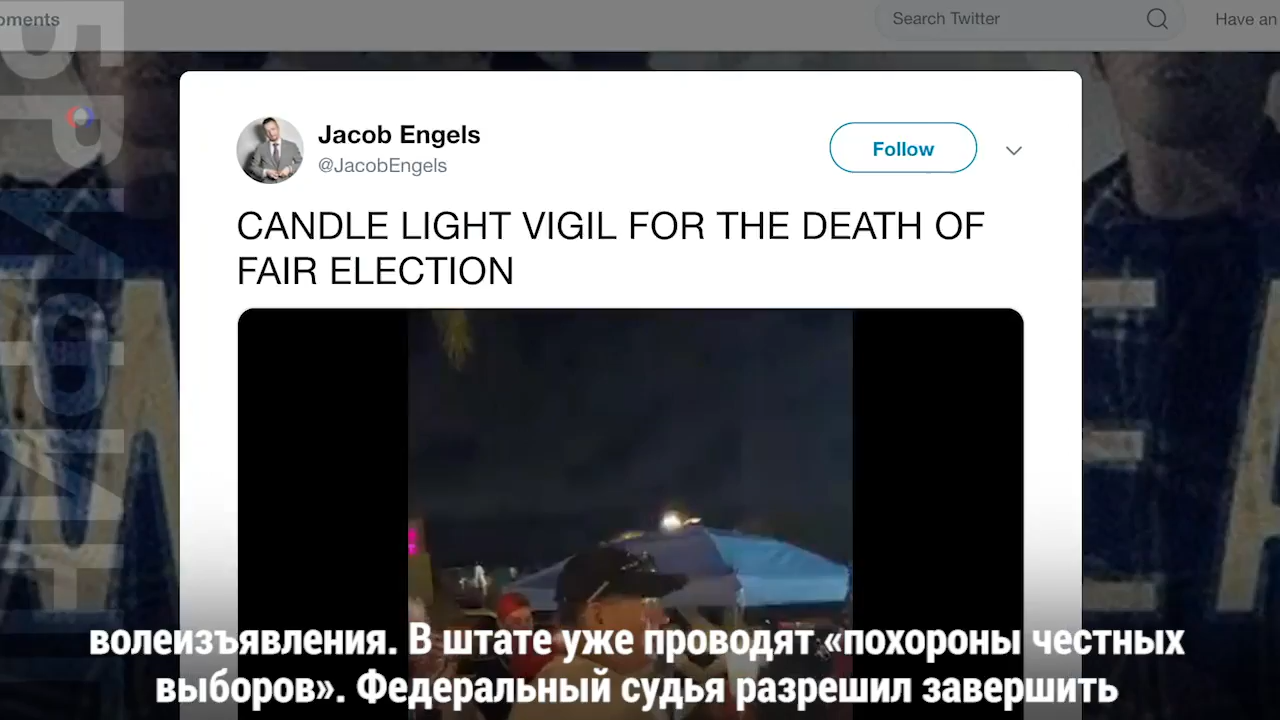 oments
Search Twitter
Have an
Jacob Engels
@JacobEngels
Follow
CANDLE LIGHT VIGIL FOR THE DEATH OF
FAIR ELECTION
волеизъявления. В штате уже проводят «похороны честных
выборов». Федеральный судья разрешил завершить